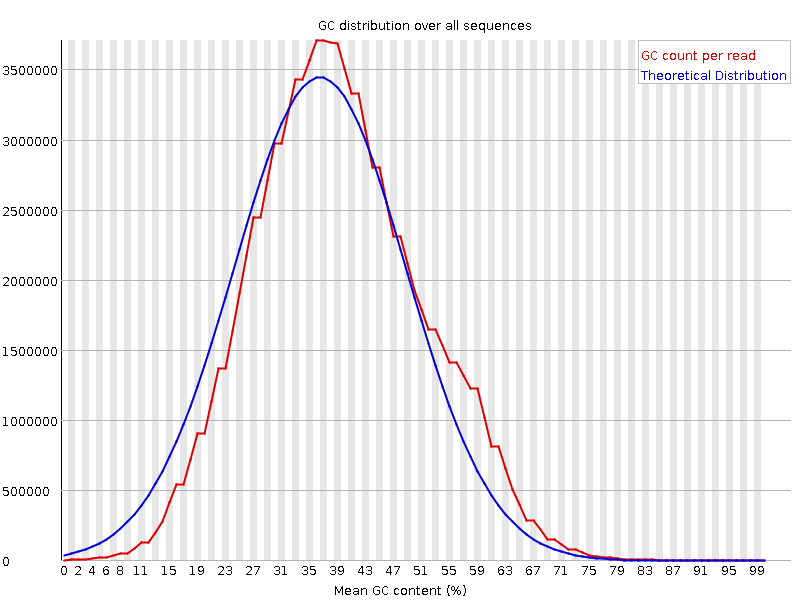 GC distribution over all sequences
GC count per read
Theoretical Distribution
3500000
3000000
2500000
2000000
1500000
1000000
500000
0
0 2 4 6 8 11 15 19 23 27 31 35 39 43 47 51 55 59 63 67 71 75 79 83 87 91 95 99
Mean GC content (%)